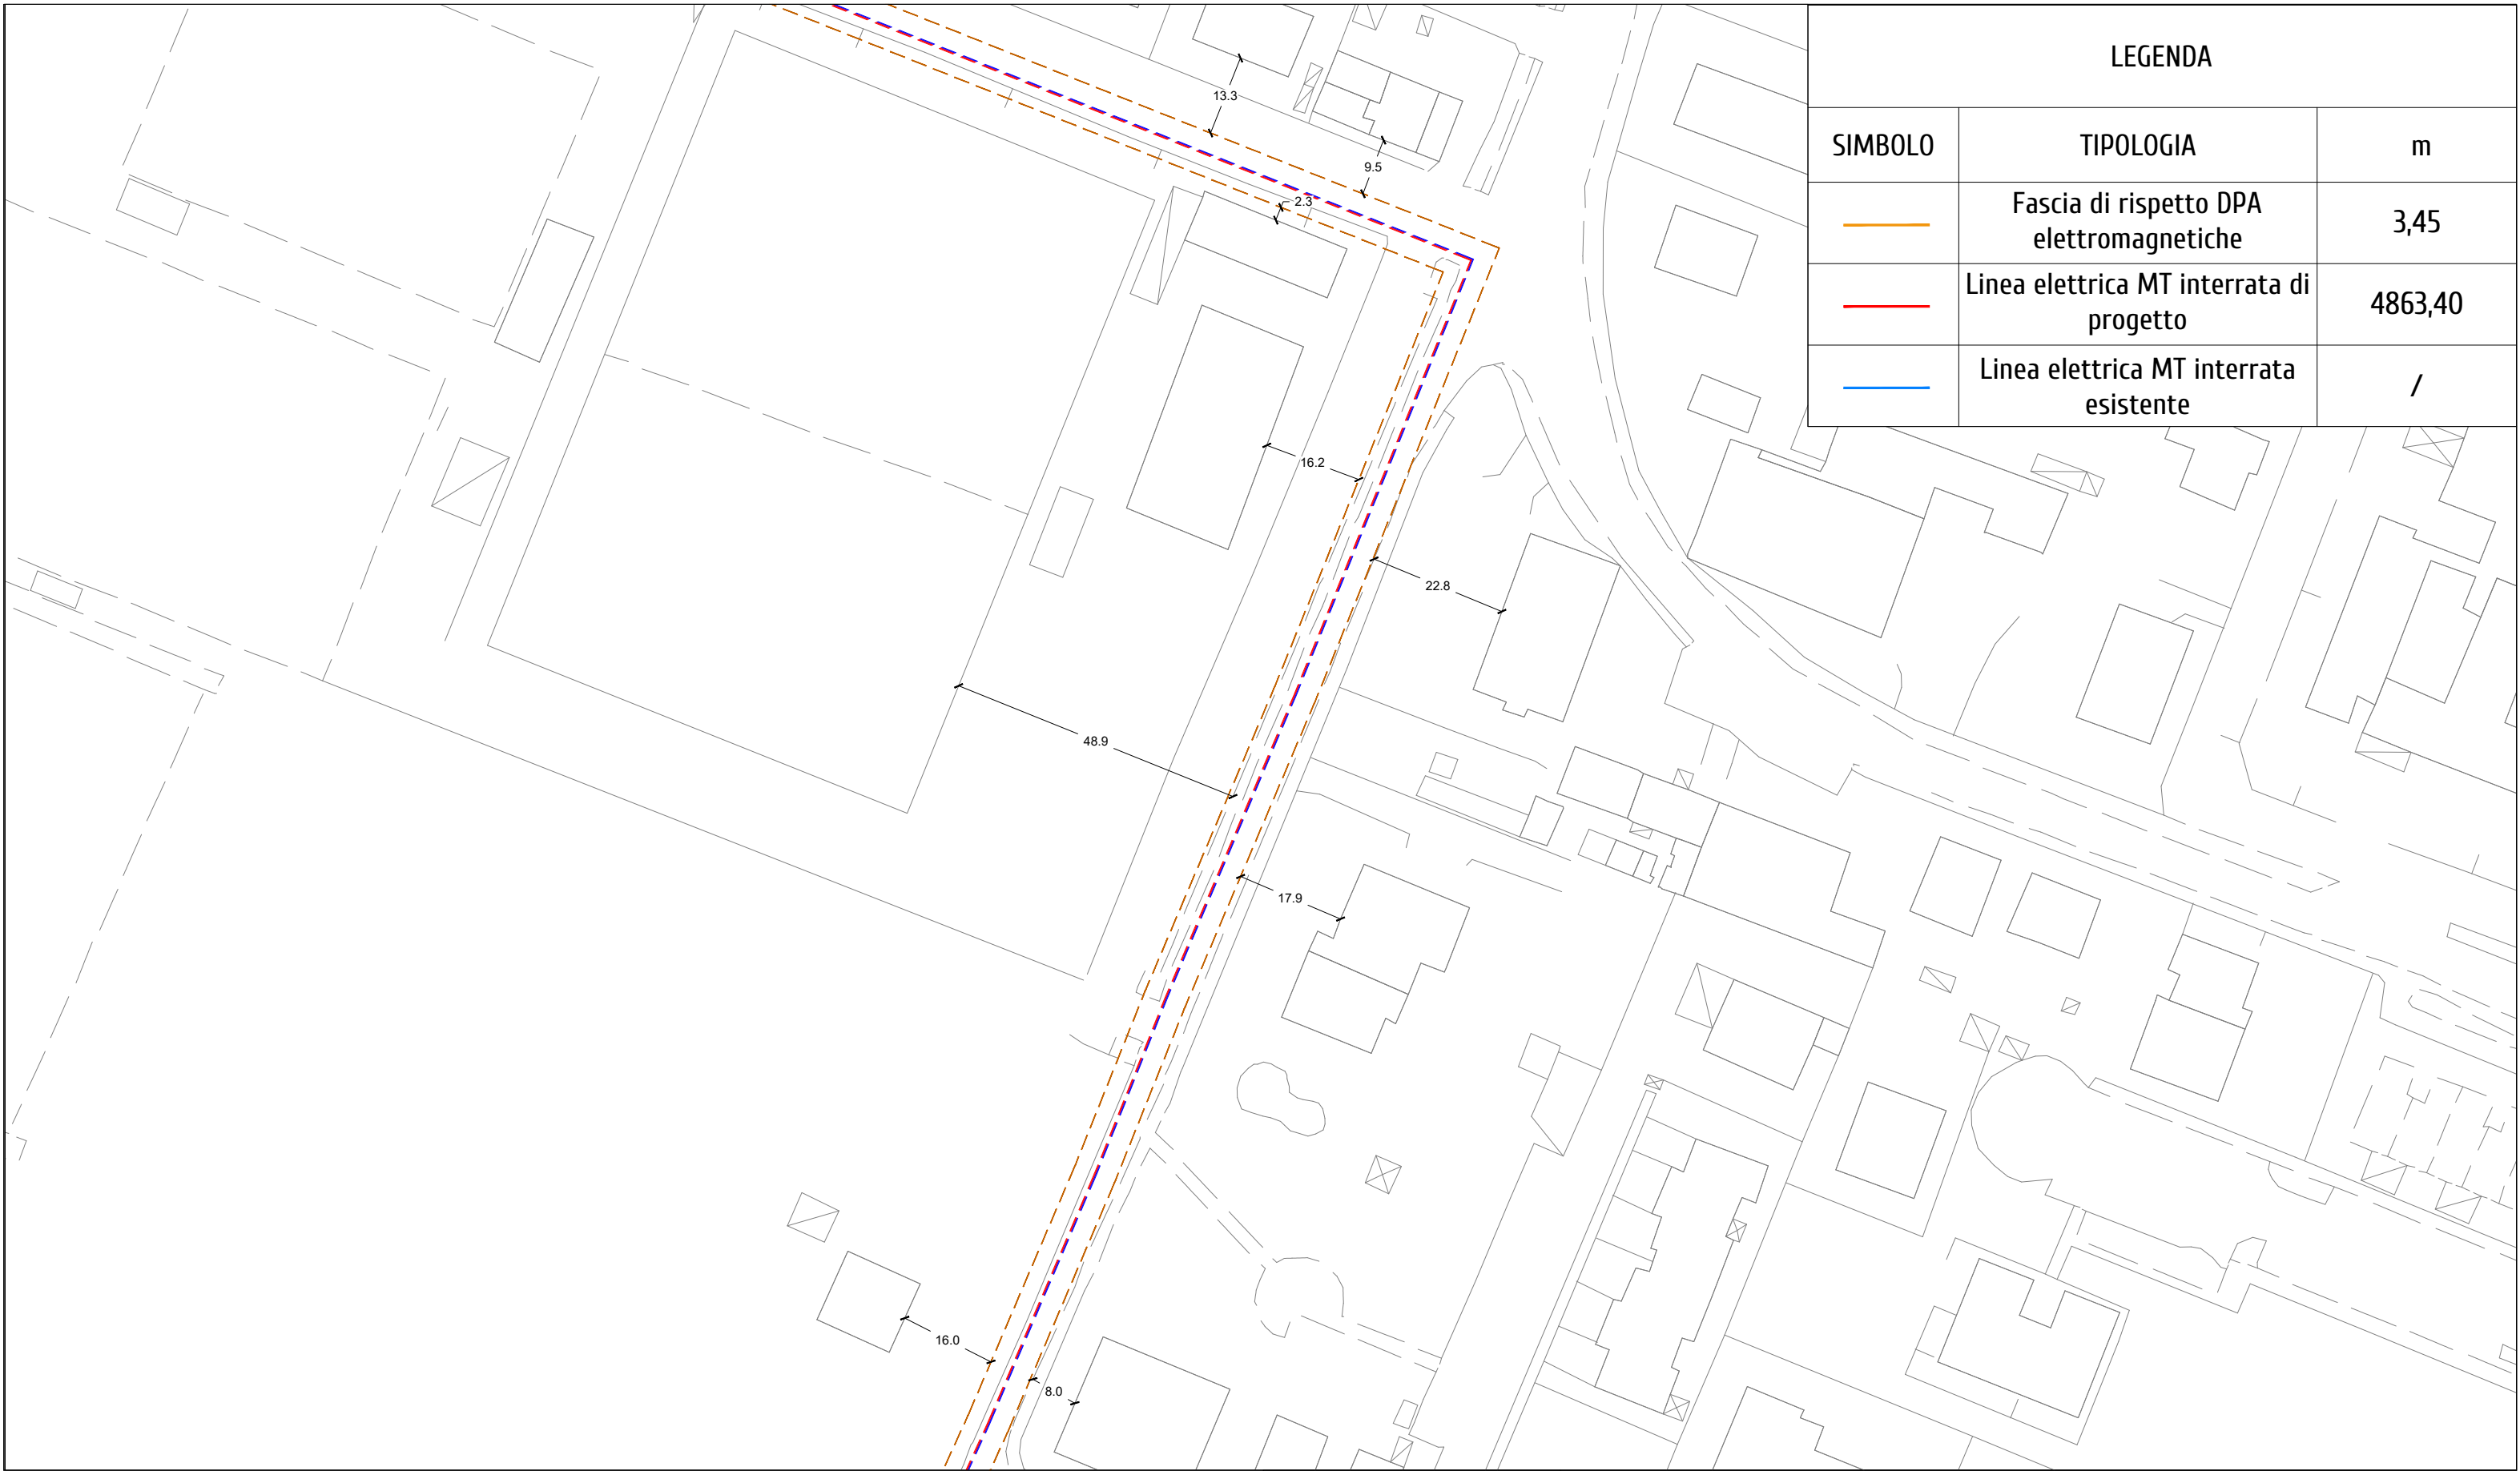 LEGENDA
SIMBOLO TIPOLOGIA m
Fascia di rispetto DPA
elettromagnetiche
3,45
Linea elettrica MT interrata di
progetto
4863,40
Linea elettrica MT interrata
esistente
/
13.3
9.5
2.3
16.2
22.8
48.9
17.9
16.0
8.0